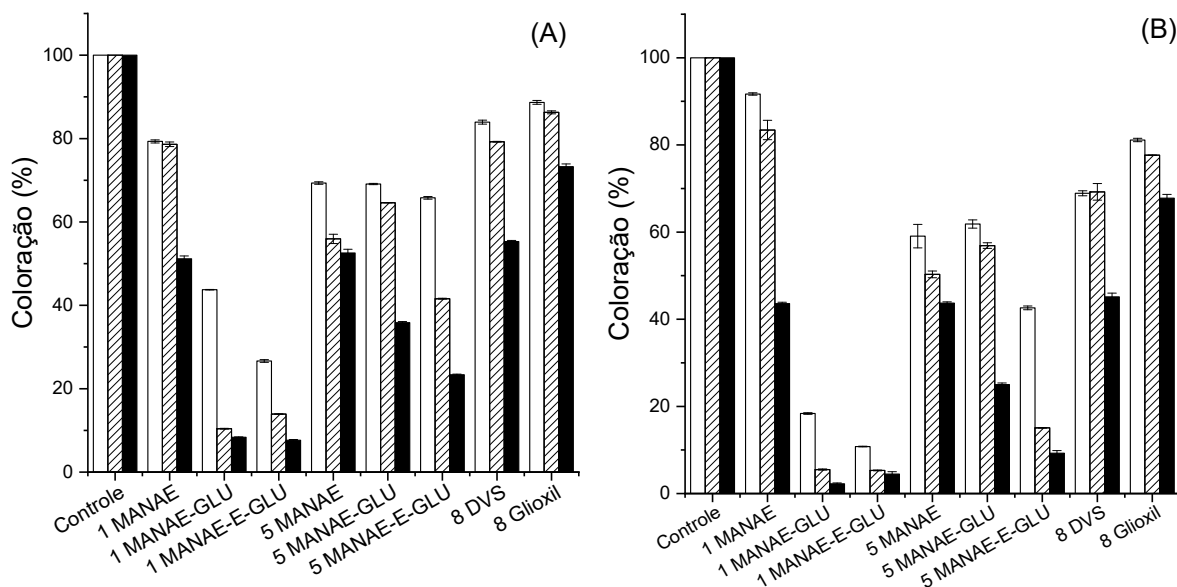 (A)
Coloração (%)
100
80
60
40
20
0
Controle
1 MANAE
1 MANAE-GLU
1 MANAE-E-GLU
5 MANAE
5 MANAE-GLU
5 MANAE-E-GLU
8 DVS
8 Glioxil
(B)
Coloração (%)
100
80
60
40
20
0
Controle
1 MANAE
1 MANAE-GLU
1 MANAE-E-GLU
5 MANAE
5 MANAE-GLU
5 MANAE-E-GLU
8 DVS
8 Glioxil